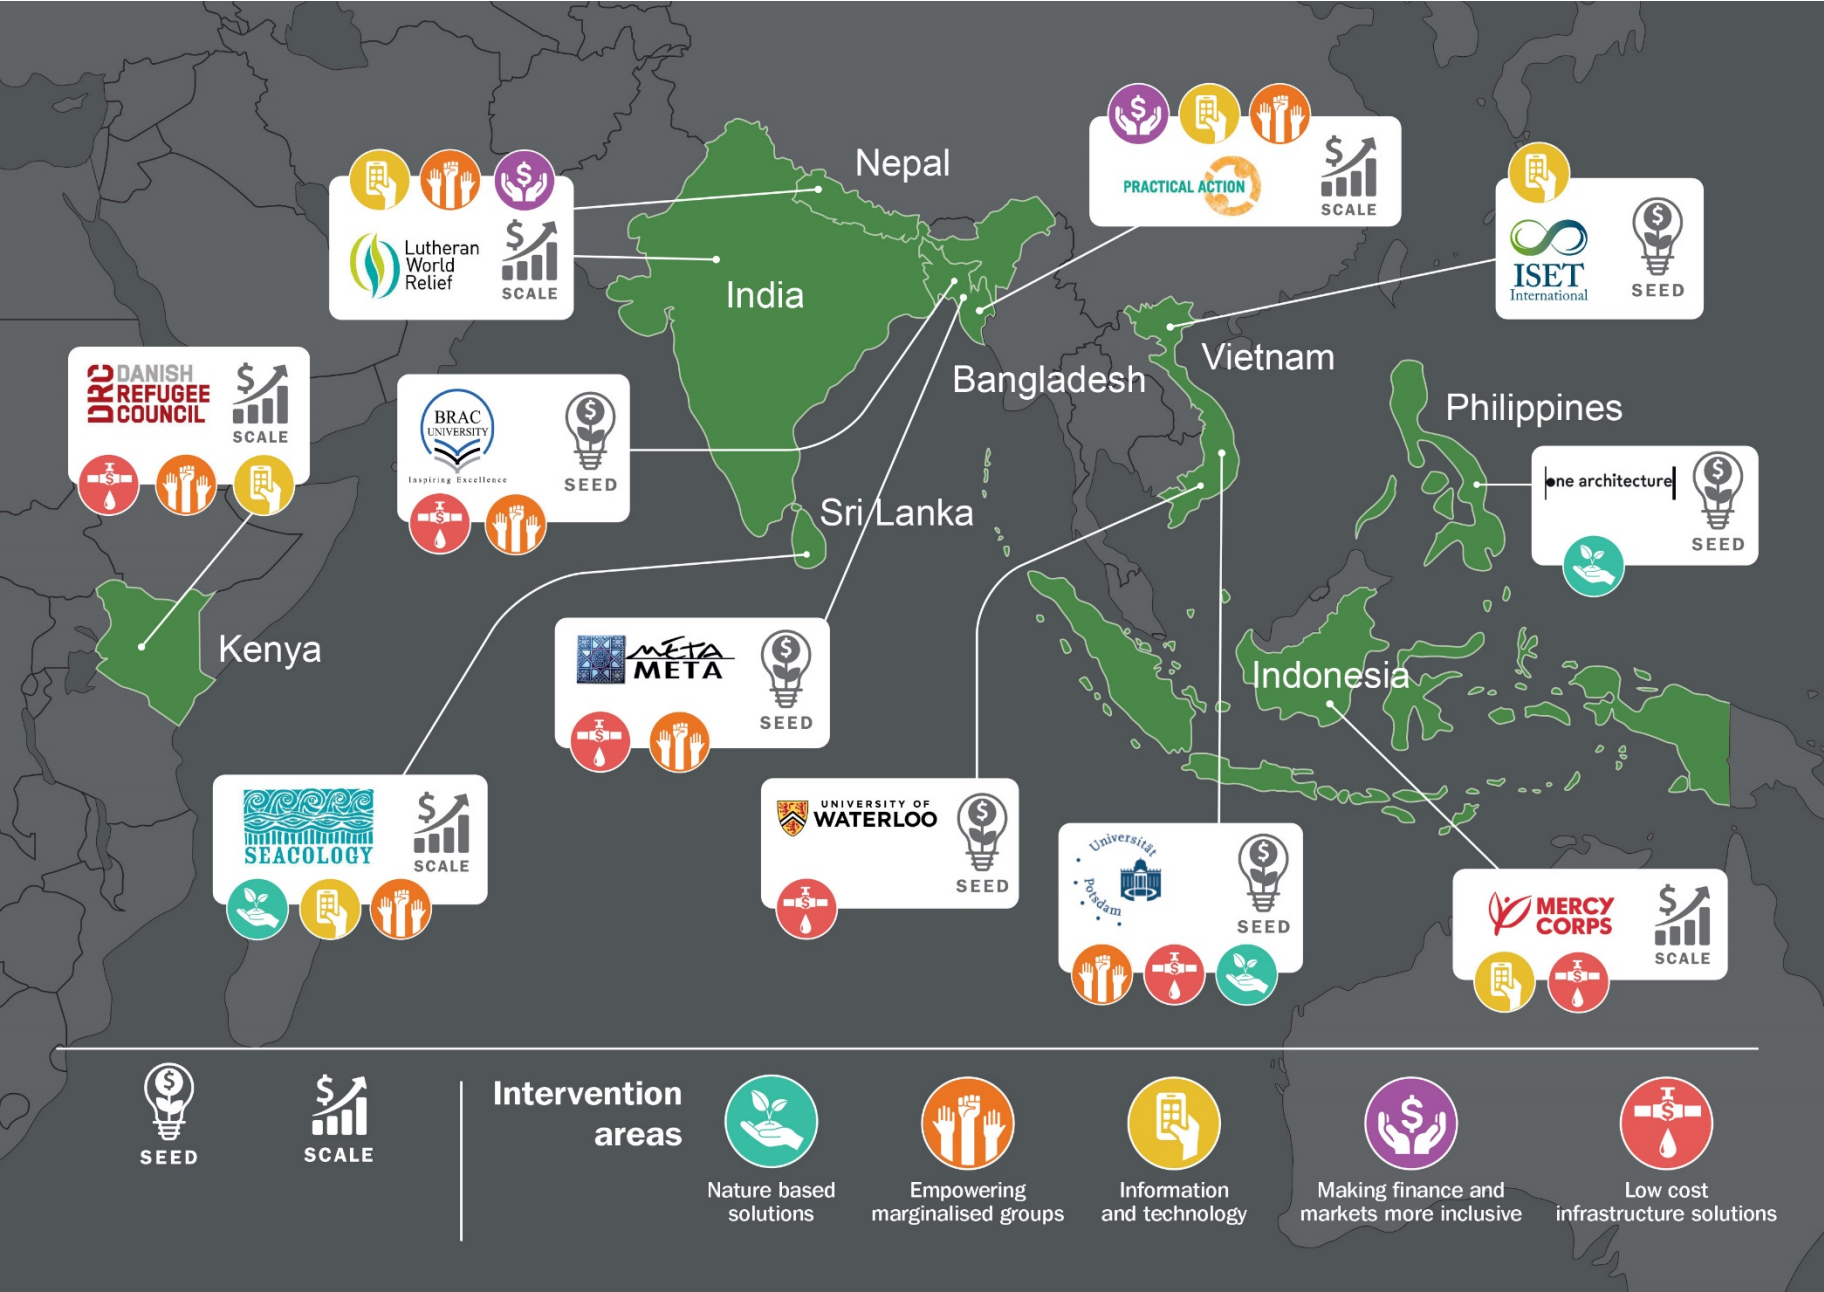 Nepal
PRACTICAL ACTION
SCALE
Lutheran
World
Relief
SCALE
ISET
International
SEED
India
Vietnam
Bangladesh
DRC
DANISH
REFUGEE
COUNCIL
SCALE
BRAC
UNIVERSITY
Inspiring Excellence
SEED
Philippines
one architecture
SEED
Sri Lanka
Kenya
META
META
SEED
Indonesia
SEACOLOGY
SCALE
UNIVERSITY OF
WATERLOO
SEED
Universität
Potsdam
SEED
MERCY
CORPS
SCALE
SEED
SCALE
Intervention
areas
Nature based
solutions
Empowering
marginalised groups
Information
and technology
Making finance and
markets more inclusive
Low cost
infrastructure solutions